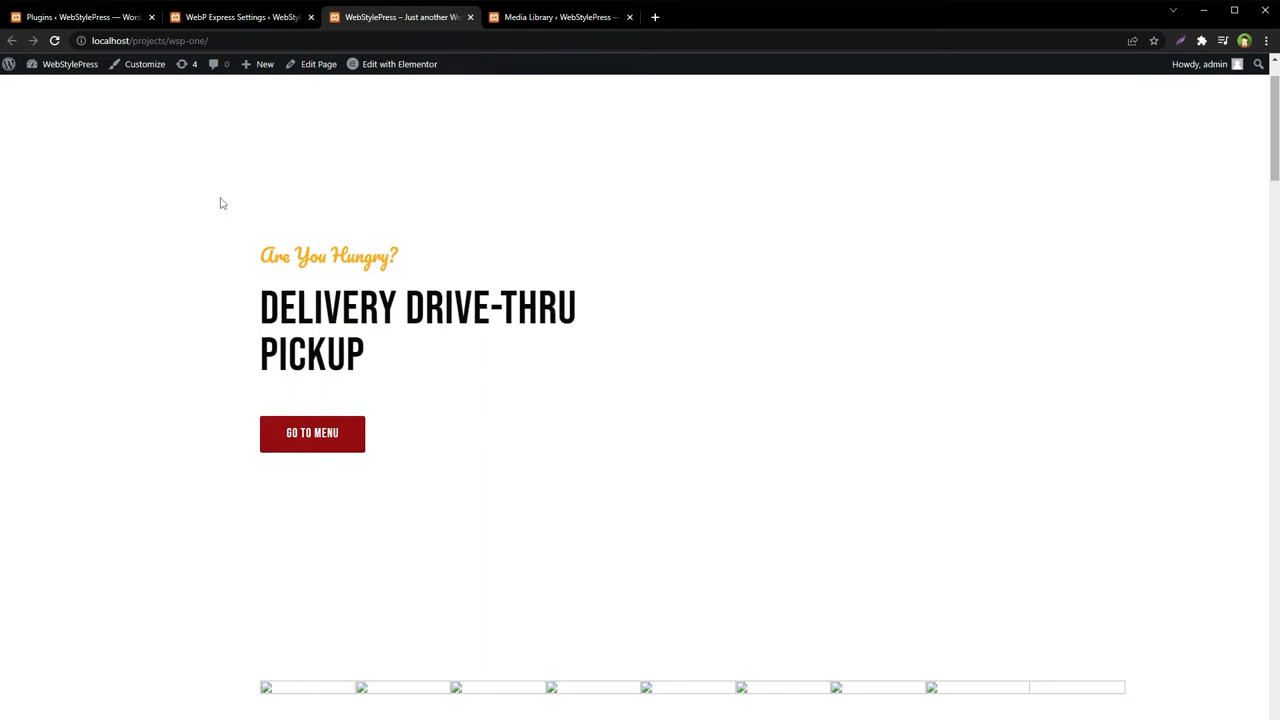 Plugins ‹ WebStylePress — Word
WebP Express Settings ‹ WebStyl
WebStylePress – Just another Wo
Media Library ‹ WebStylePress —
localhost/projects/wsp-one/
WebStylePress
Customize
4
0
New
Edit Page
Edit with Elementor
Howdy, admin
Are You Hungry?
DELIVERY DRIVE-THRU
PICKUP
GO TO MENU